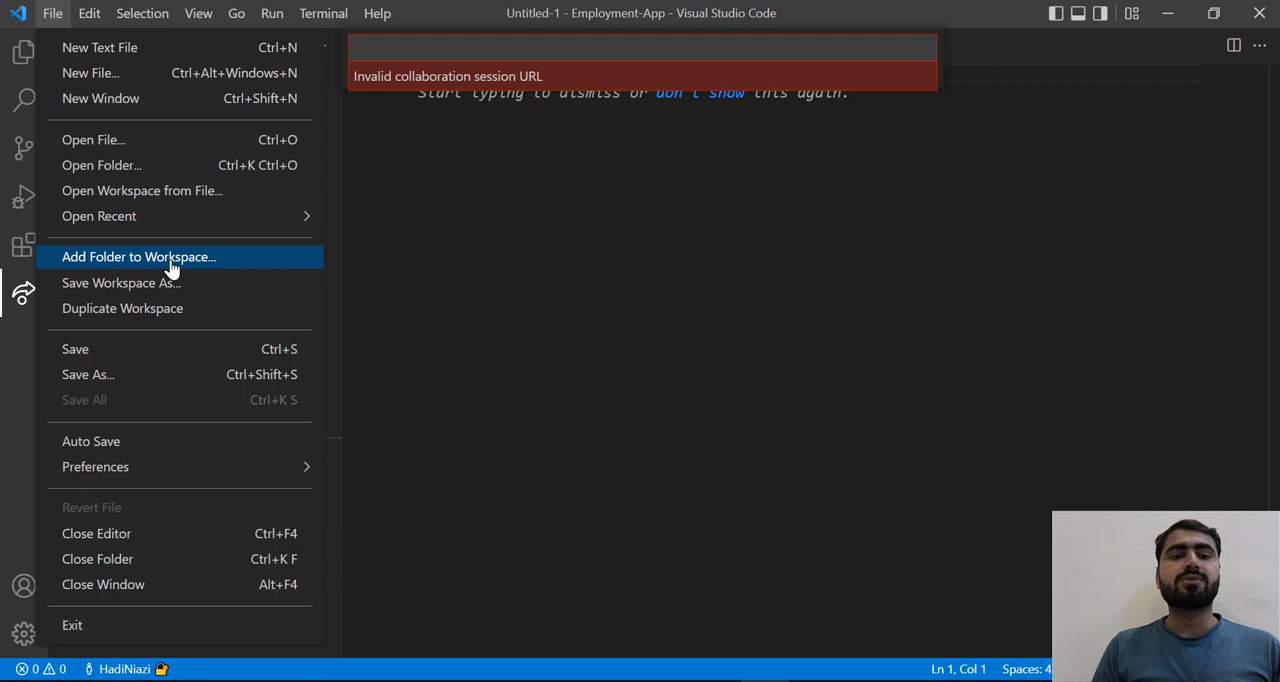 File Edit Selection View Go Run Terminal Help Untitled-1 - Employment-App - Visual Studio Code
New Text File Ctrl+N
New File... Ctrl+Alt+Windows+N
Invalid collaboration session URL
New Window Ctrl+Shift+N
Start typing to dismiss or don't show this again.
Open File... Ctrl+O
Open Folder... Ctrl+K Ctrl+O
Open Workspace from File...
Open Recent
Add Folder to Workspace...
Save Workspace As...
Duplicate Workspace
Save Ctrl+S
Save As... Ctrl+Shift+S
Save All Ctrl+K S
Auto Save
Preferences
Revert File
Close Editor Ctrl+F4
Close Folder Ctrl+K F
Close Window Alt+F4
Exit
0 0 HadiNiazi Ln 1, Col 1 Spaces: 4